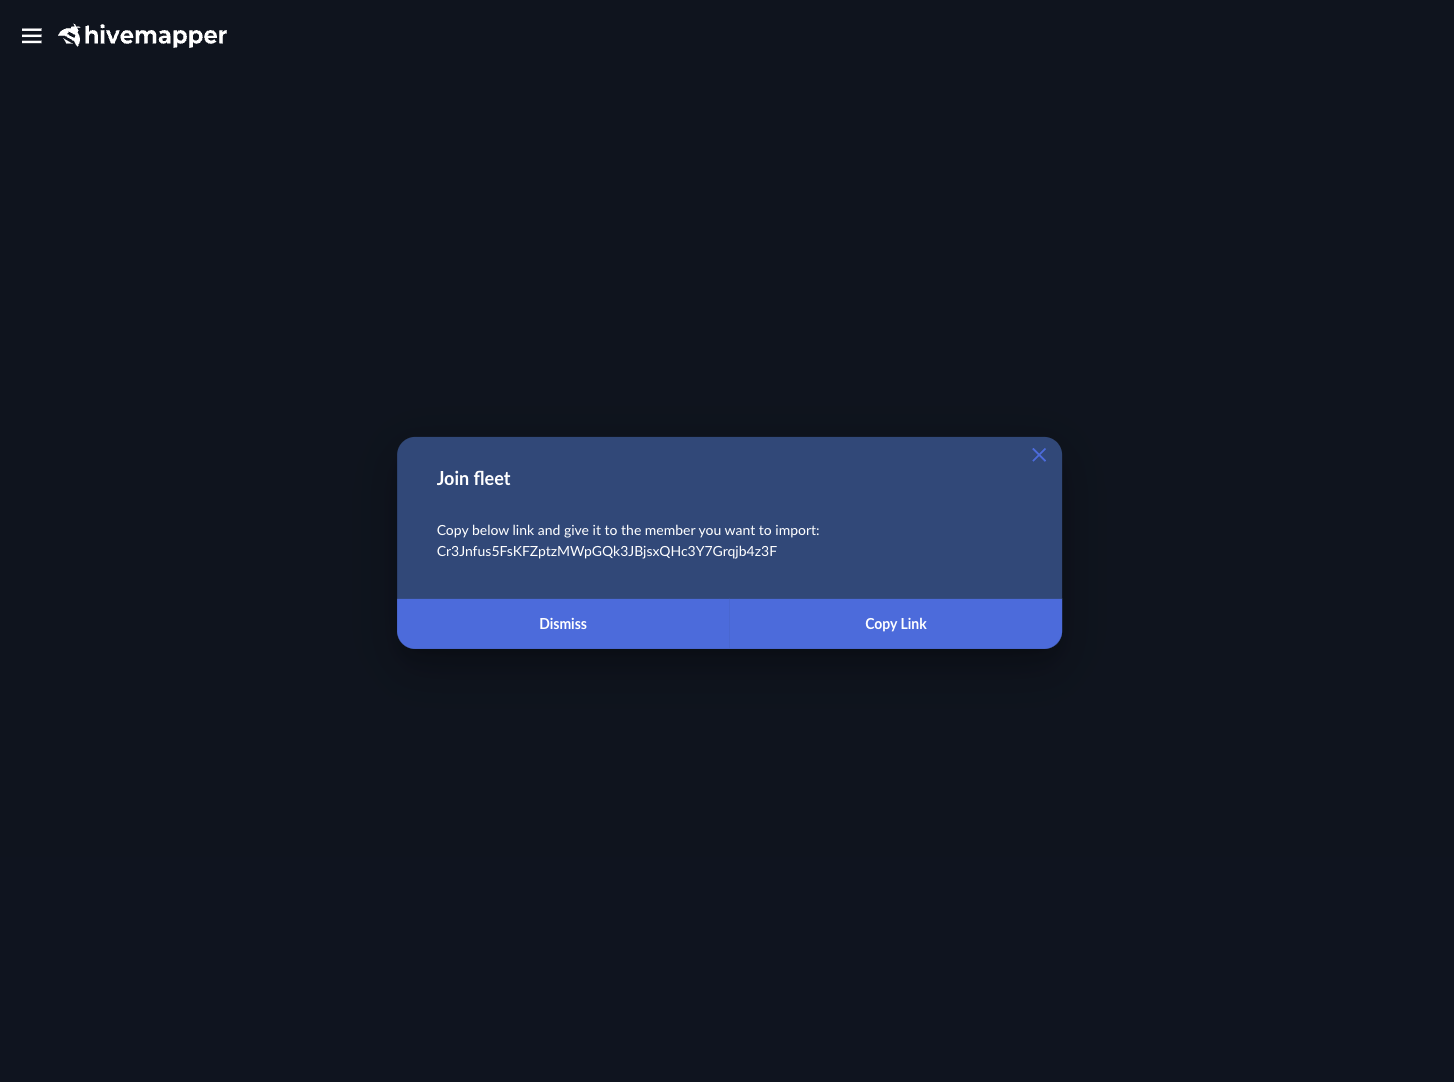 hivemapper
Join fleet
Copy below link and give it to the member you want to import:
Cr3Jnfus5FsKFZptzMWpGQk3JBjsxQHc3Y7Grqjb4z3F
Dismiss
Copy Link